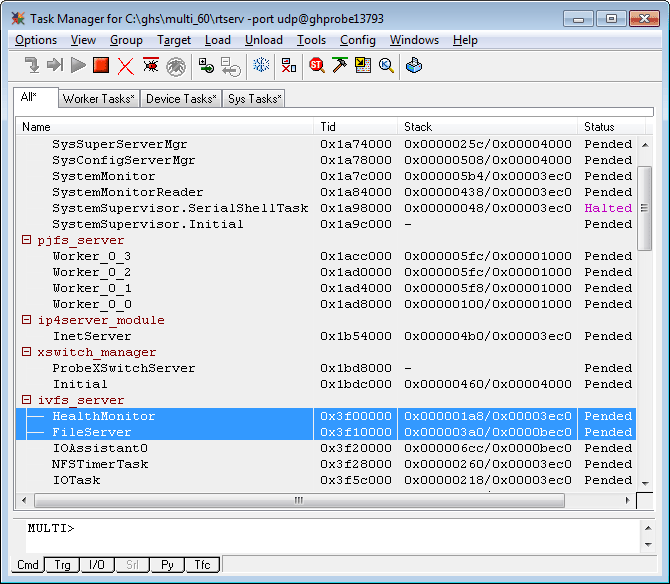 Task Manager for C:\ghs\multi_60\rtserv -port udp@ghprobe13793
Options View Group Target Load Unload Tools Config Windows Help
All* Worker Tasks* Device Tasks* Sys Tasks*
Name Tid Stack Status
SysSuperServerMgr 0x1a74000 0x0000025c/0x00004000 Pended
SysConfigServerMgr 0x1a78000 0x00000508/0x00004000 Pended
SystemMonitor 0x1a7c000 0x000005b4/0x00003ec0 Pended
SystemMonitorReader 0x1a84000 0x00000438/0x00003ec0 Pended
SystemSupervisor.SerialShellTask 0x1a98000 0x00000048/0x00003ec0 Halted
SystemSupervisor.Initial 0x1a9c000 - Pended
pjfs_server
Worker_0_3 0x1acc000 0x000005fc/0x00001000 Pended
Worker_0_2 0x1ad0000 0x000005fc/0x00001000 Pended
Worker_0_1 0x1ad4000 0x000005f8/0x00001000 Pended
Worker_0_0 0x1ad8000 0x00000100/0x00001000 Pended
ip4server_module
InetServer 0x1b54000 0x000004b0/0x00003ec0 Pended
xswitch_manager
ProbeXSwitchServer 0x1bd8000 - Pended
Initial 0x1bdc000 0x00000460/0x00004000 Pended
ivfs_server
HealthMonitor 0x3f00000 0x000001a8/0x00003ec0 Pended
FileServer 0x3f10000 0x000003a0/0x0000bec0 Pended
IOAssistant0 0x3f20000 0x000006cc/0x0000bec0 Pended
NFSTimerTask 0x3f28000 0x00000260/0x00003ec0 Pended
IOTask 0x3f5c000 0x00000218/0x00003ec0 Pended
MULTI>
Cmd Trg I/O Srl Py Tfc